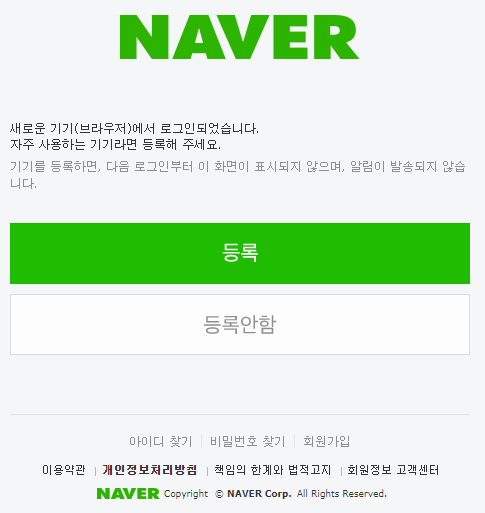 NAVER
새로운 기기(브라우저)에서 로그인되었습니다.
자주 사용하는 기기라면 등록해 주세요.
기기를 등록하면, 다음 로그인부터 이 화면이 표시되지 않으며, 알림이 발송되지 않습
니다.
등록
등록안함
아이디 찾기 | 비밀번호 찾기 | 회원가입
이용약관 | 개인정보처리방침 | 책임의 한계와 법적고지 | 회원정보 고객센터
NAVER Copyright © NAVER Corp. All Rights Reserved.